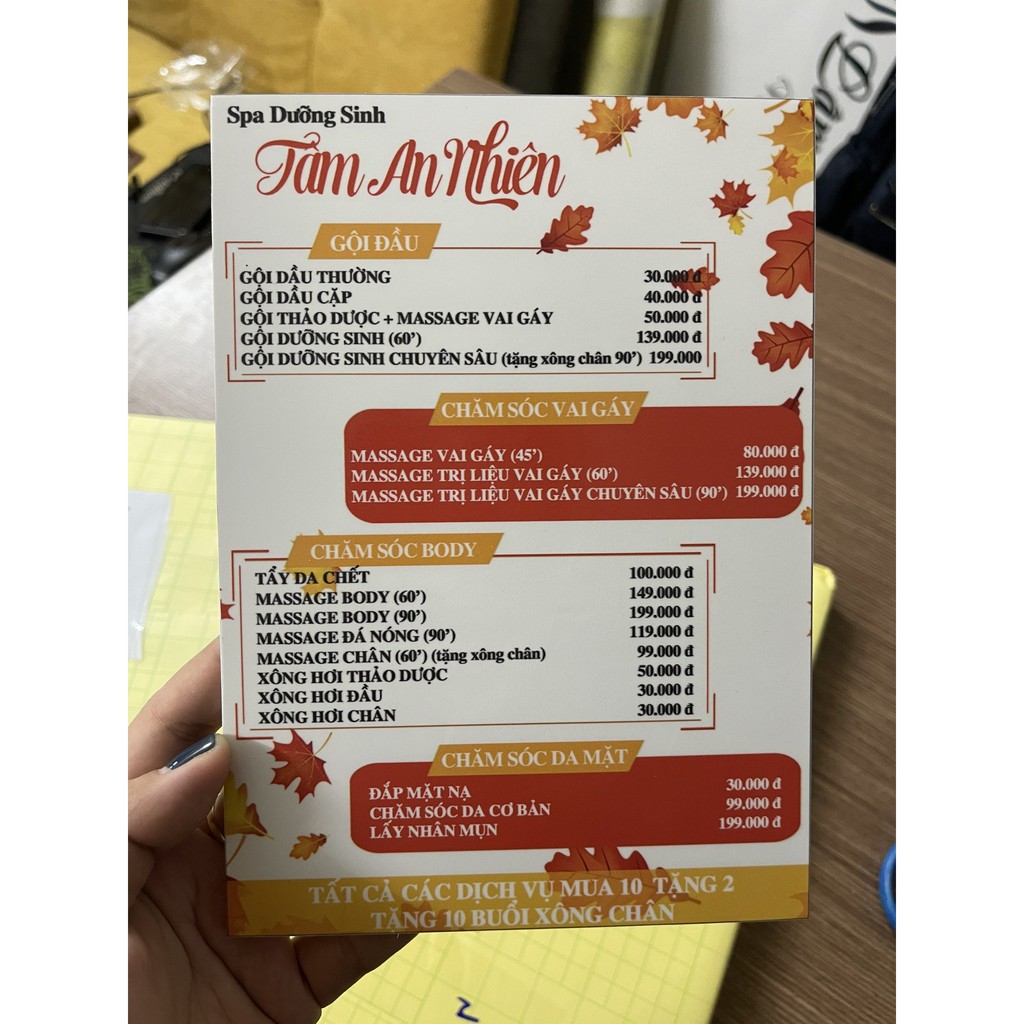 Spa Dưỡng Sinh
Tâm An Nhiên
GỘI ĐẦU
GỘI DẦU THƯỜNG 30.000 đ
GỘI DẦU CẶP 40.000 đ
GỘI THẢO DƯỢC + MASSAGE VAI GÁY 50.000 đ
GỘI DƯỠNG SINH (60’) 139.000 đ
GỘI DƯỠNG SINH CHUYÊN SÂU (tặng xông chân 90’) 199.000
CHĂM SÓC VAI GÁY
MASSAGE VAI GÁY (45’) 80.000 đ
MASSAGE TRỊ LIỆU VAI GÁY (60’) 139.000 đ
MASSAGE TRỊ LIỆU VAI GÁY CHUYÊN SÂU (90’) 199.000 đ
CHĂM SÓC BODY
TẨY DA CHẾT 100.000 đ
MASSAGE BODY (60’) 149.000 đ
MASSAGE BODY (90’) 199.000 đ
MASSAGE ĐÁ NÓNG (90’) 119.000 đ
MASSAGE CHÂN (60’) (tặng xông chân) 99.000 đ
XÔNG HƠI THẢO DƯỢC 50.000 đ
XÔNG HƠI ĐẦU 30.000 đ
XÔNG HƠI CHÂN 30.000 đ
CHĂM SÓC DA MẶT
ĐẮP MẶT NẠ 30.000 đ
CHĂM SÓC DA CƠ BẢN 99.000 đ
LẤY NHÂN MỤN 199.000 đ
TẤT CẢ CÁC DỊCH VỤ MUA 10 TẶNG 2
TẶNG 10 BUỔI XÔNG CHÂN
2